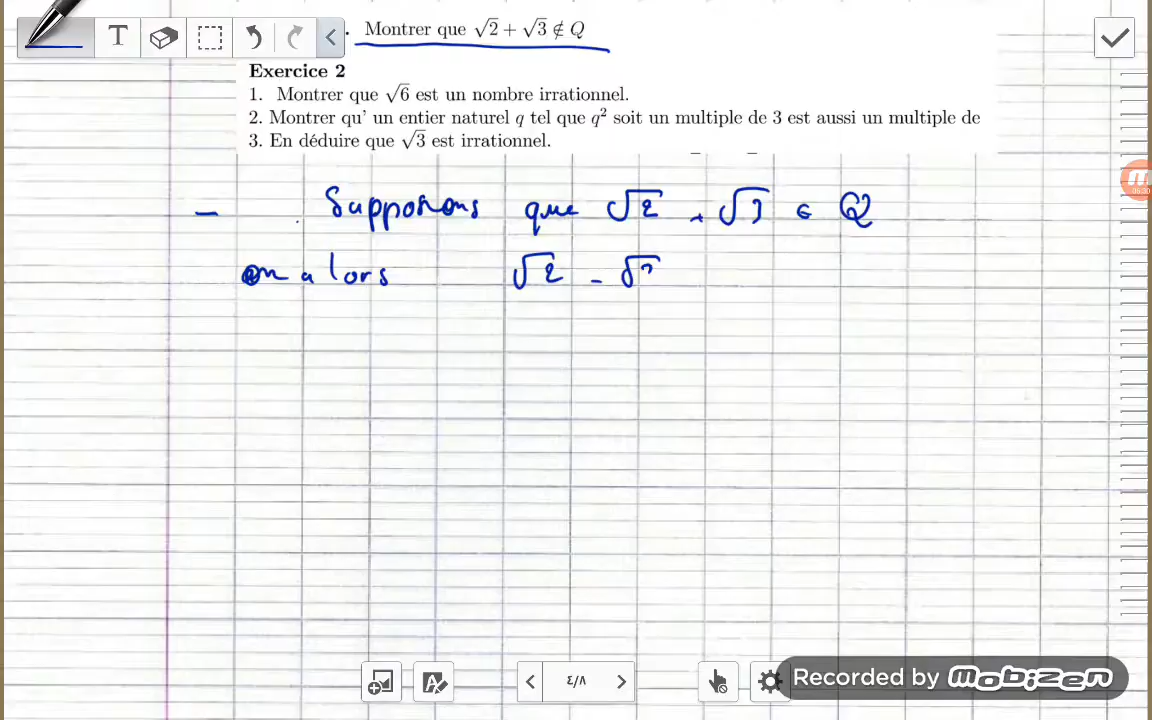 . Montrer que √2 + √3 ∉ Q
Exercice 2
1. Montrer que √6 est un nombre irrationnel.
2. Montrer qu' un entier naturel q tel que q² soit un multiple de 3 est aussi un multiple de
3. En déduire que √3 est irrationnel.
– Supposons que √2 + √3 ∈ Q
on a lors √2 - √3
T
٤/٨
Recorded by mobizen